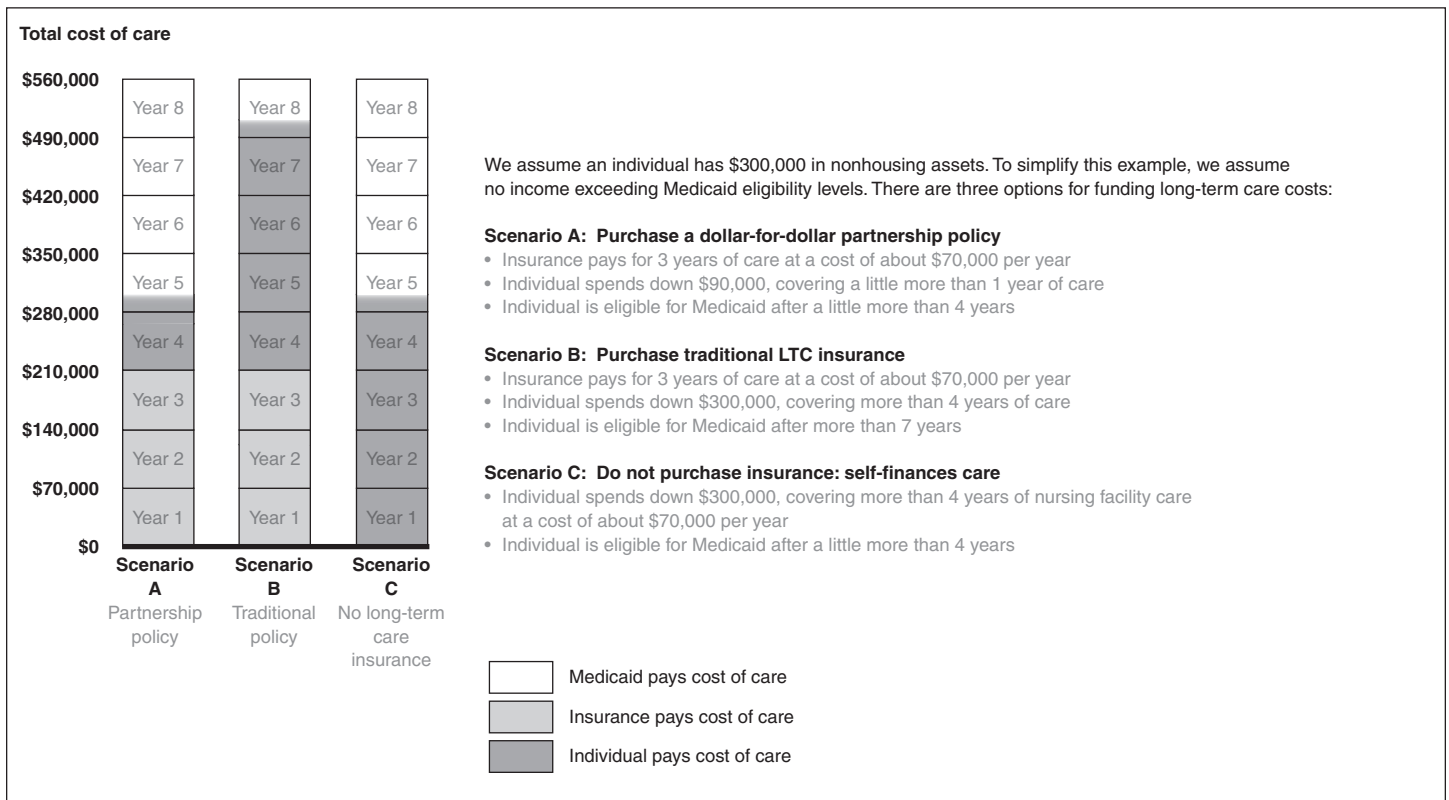 Total cost of care
$560,000
$490,000
$420,000
$350,000
$280,000
$210,000
$140,000
$70,000
$0
Year 8
Year 7
Year 6
Year 5
Year 4
Year 3
Year 2
Year 1
Scenario
A
Partnership
policy
Year 8
Year 7
Year 6
Year 5
Year 4
Year 3
Year 2
Year 1
Scenario
B
Traditional
policy
Year 8
Year 7
Year 6
Year 5
Year 4
Year 3
Year 2
Year 1
Scenario
C
No long-term
care
insurance
We assume an individual has $300,000 in nonhousing assets. To simplify this example, we assume
no income exceeding Medicaid eligibility levels. There are three options for funding long-term care costs:
Scenario A: Purchase a dollar-for-dollar partnership policy
• Insurance pays for 3 years of care at a cost of about $70,000 per year
• Individual spends down $90,000, covering a little more than 1 year of care
• Individual is eligible for Medicaid after a little more than 4 years
Scenario B: Purchase traditional LTC insurance
• Insurance pays for 3 years of care at a cost of about $70,000 per year
• Individual spends down $300,000, covering more than 4 years of care
• Individual is eligible for Medicaid after more than 7 years
Scenario C: Do not purchase insurance: self-finances care
• Individual spends down $300,000, covering more than 4 years of nursing facility care
at a cost of about $70,000 per year
• Individual is eligible for Medicaid after a little more than 4 years
Medicaid pays cost of care
Insurance pays cost of care
Individual pays cost of care